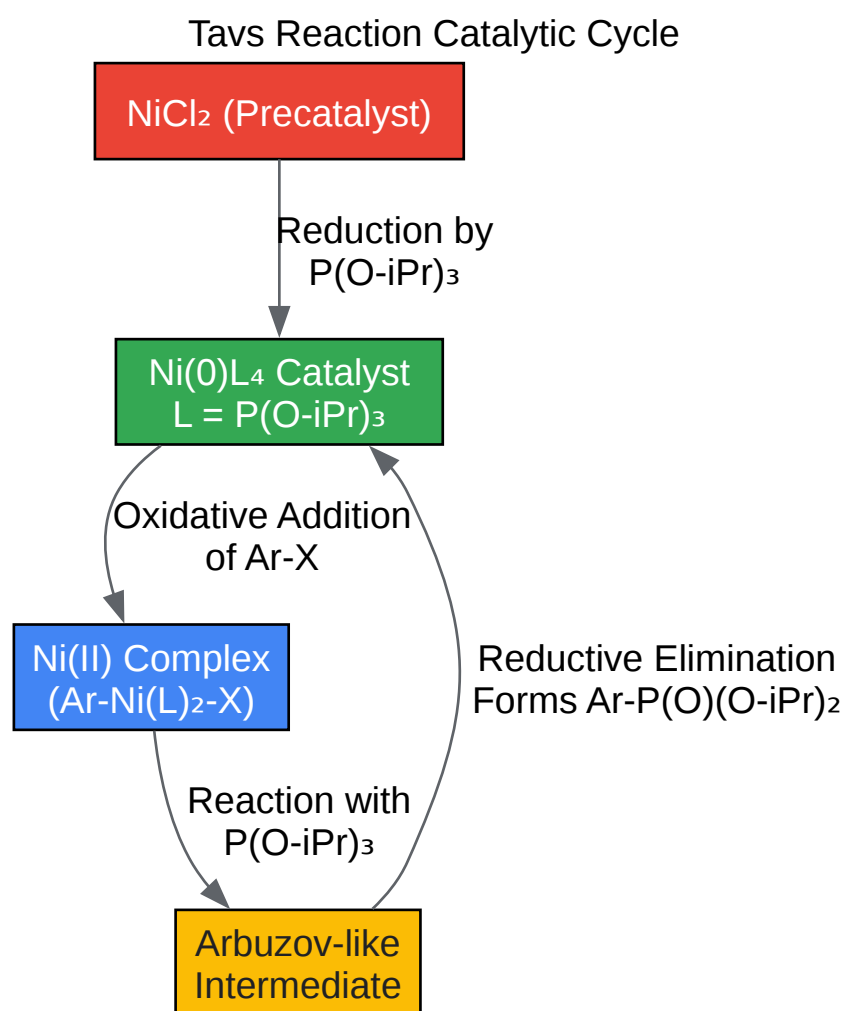 Tavs Reaction Catalytic Cycle
NiCl₂ (Precatalyst)
Reduction by
P(O-iPr)₃
Ni(0)L₄ Catalyst
L = P(O-iPr)₃
Oxidative Addition
of Ar-X
Ni(II) Complex
(Ar-Ni(L)₂-X)
Reductive Elimination
Forms Ar-P(O)(O-iPr)₂
Reaction with
P(O-iPr)₃
Arbuzov-like
Intermediate